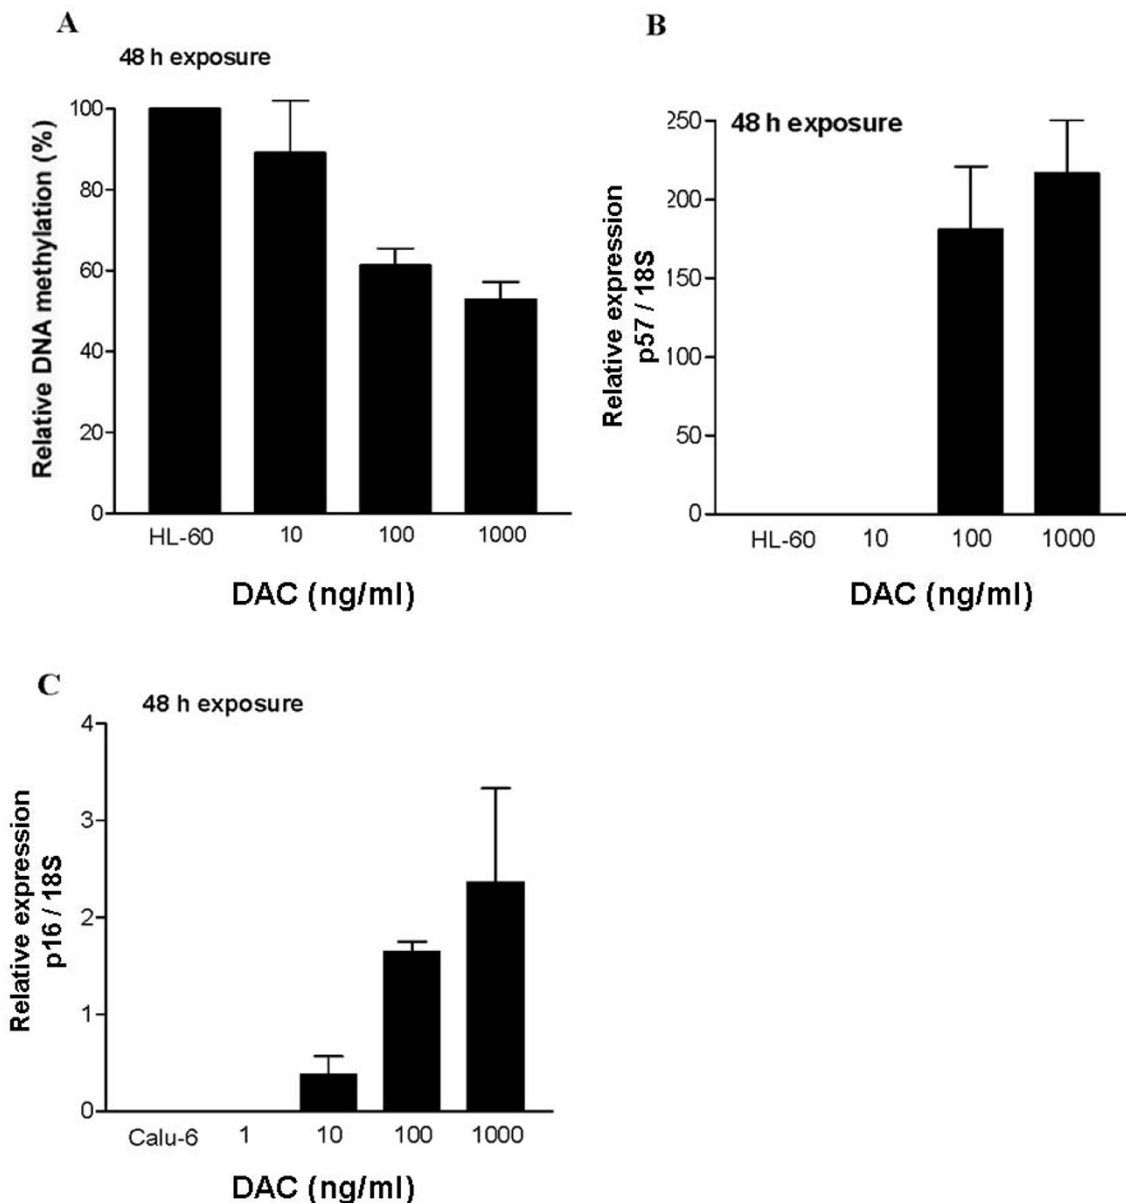 A
48 h exposure
Relative DNA methylation (%)
100
80
60
40
20
0
HL-60 10 100 1000
DAC (ng/ml)
B
48 h exposure
Relative expression
p57 / 18S
250
200
150
100
50
0
HL-60 10 100 1000
DAC (ng/ml)
C
48 h exposure
Relative expression
p16 / 18S
4
3
2
1
0
Calu-6 1 10 100 1000
DAC (ng/ml)